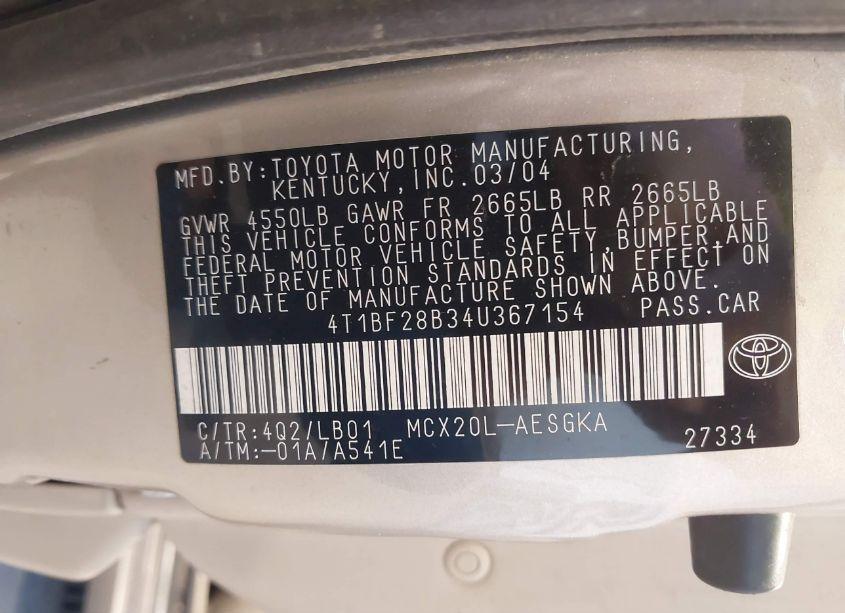 MFD.BY:TOYOTA MOTOR MANUFACTURING,
KENTUCKY,INC.03/04
GVWR 4550LB GAWR FR 2665LB RR 2665LB
THIS VEHICLE CONFORMS TO ALL APPLICABLE
FEDERAL MOTOR VEHICLE SAFETY,BUMPER,AND
THEFT PREVENTION STANDARDS IN EFFECT ON
THE DATE OF MANUFACTURE SHOWN ABOVE.
4T1BF28B34U367154 PASS.CAR
C/TR:4Q2/LB01 MCX20L-AESGKA
A/TM:-01A/A541E 27334